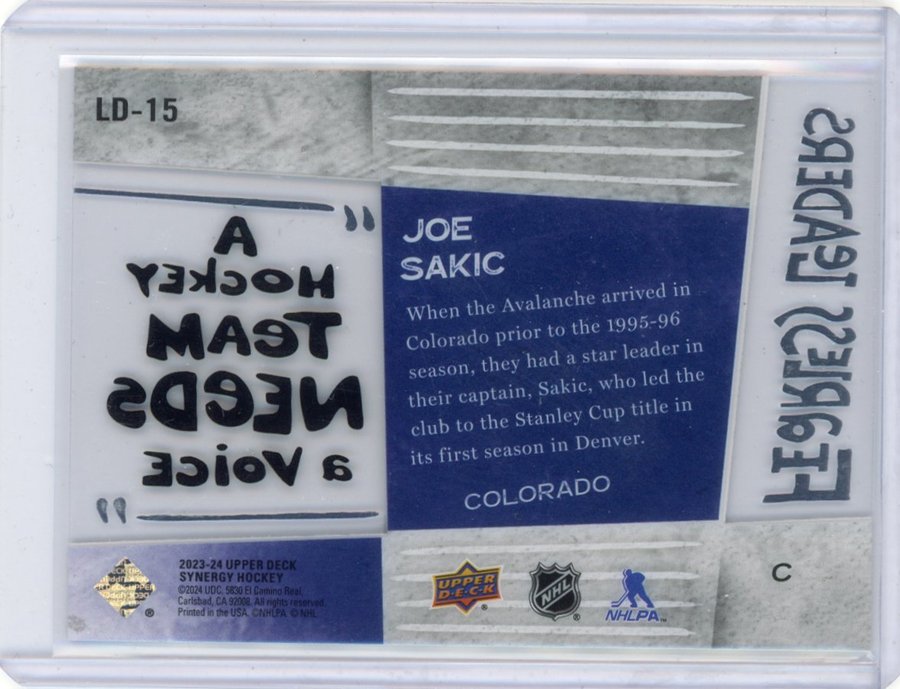 LD-15
"
A
HOCKEY
TEAM
NEEDS
a VOICE
"
JOE
SAKIC
When the Avalanche arrived in
Colorado prior to the 1995-96
season, they had a star leader in
their captain, Sakic, who led the
club to the Stanley Cup title in
its first season in Denver.
COLORADO
FEARLESS LEADERS
2023-24 UPPER DECK
SYNERGY HOCKEY
©2024 UDC. 5830 El Camino Real,
Carlsbad, CA 92008. All rights reserved.
Printed in the USA. ©NHLPA © NHL
®
UPPER
D·E·C·K
®
NHL
®
NHLPA™
C